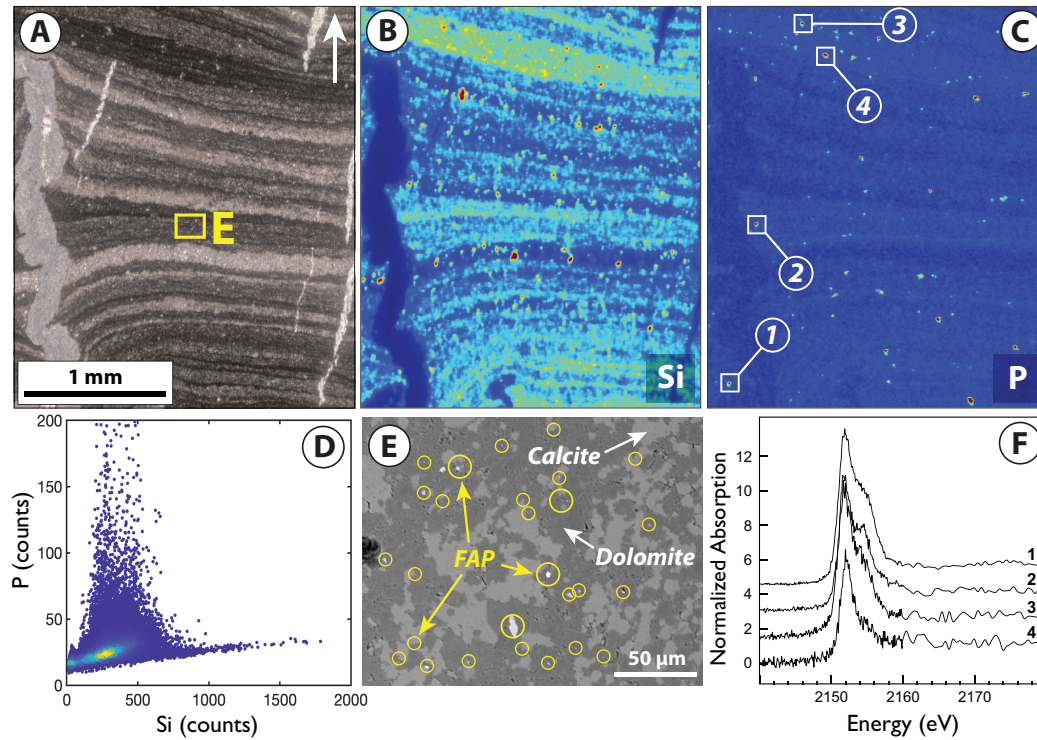 A
E
1 mm
B
Si
C
3
4
2
1
P
D
200
150
100
50
0
0 500 1000 1500 2000
P (counts)
Si (counts)
E
Calcite
Dolomite
FAP
50 µm
F
12
10
8
6
4
2
0
1
2
3
4
2150 2160 2170
Normalized Absorption
Energy (eV)